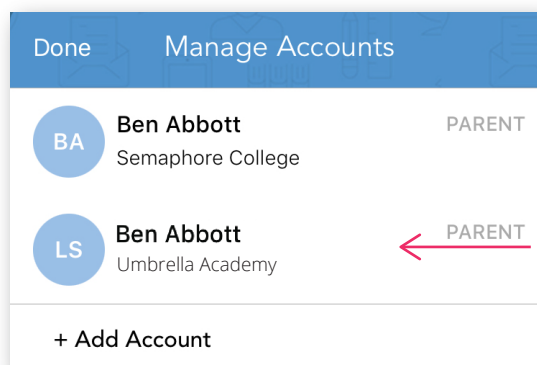 Done Manage Accounts
BA Ben Abbott PARENT
Semaphore College
LS Ben Abbott PARENT
Umbrella Academy
+ Add Account